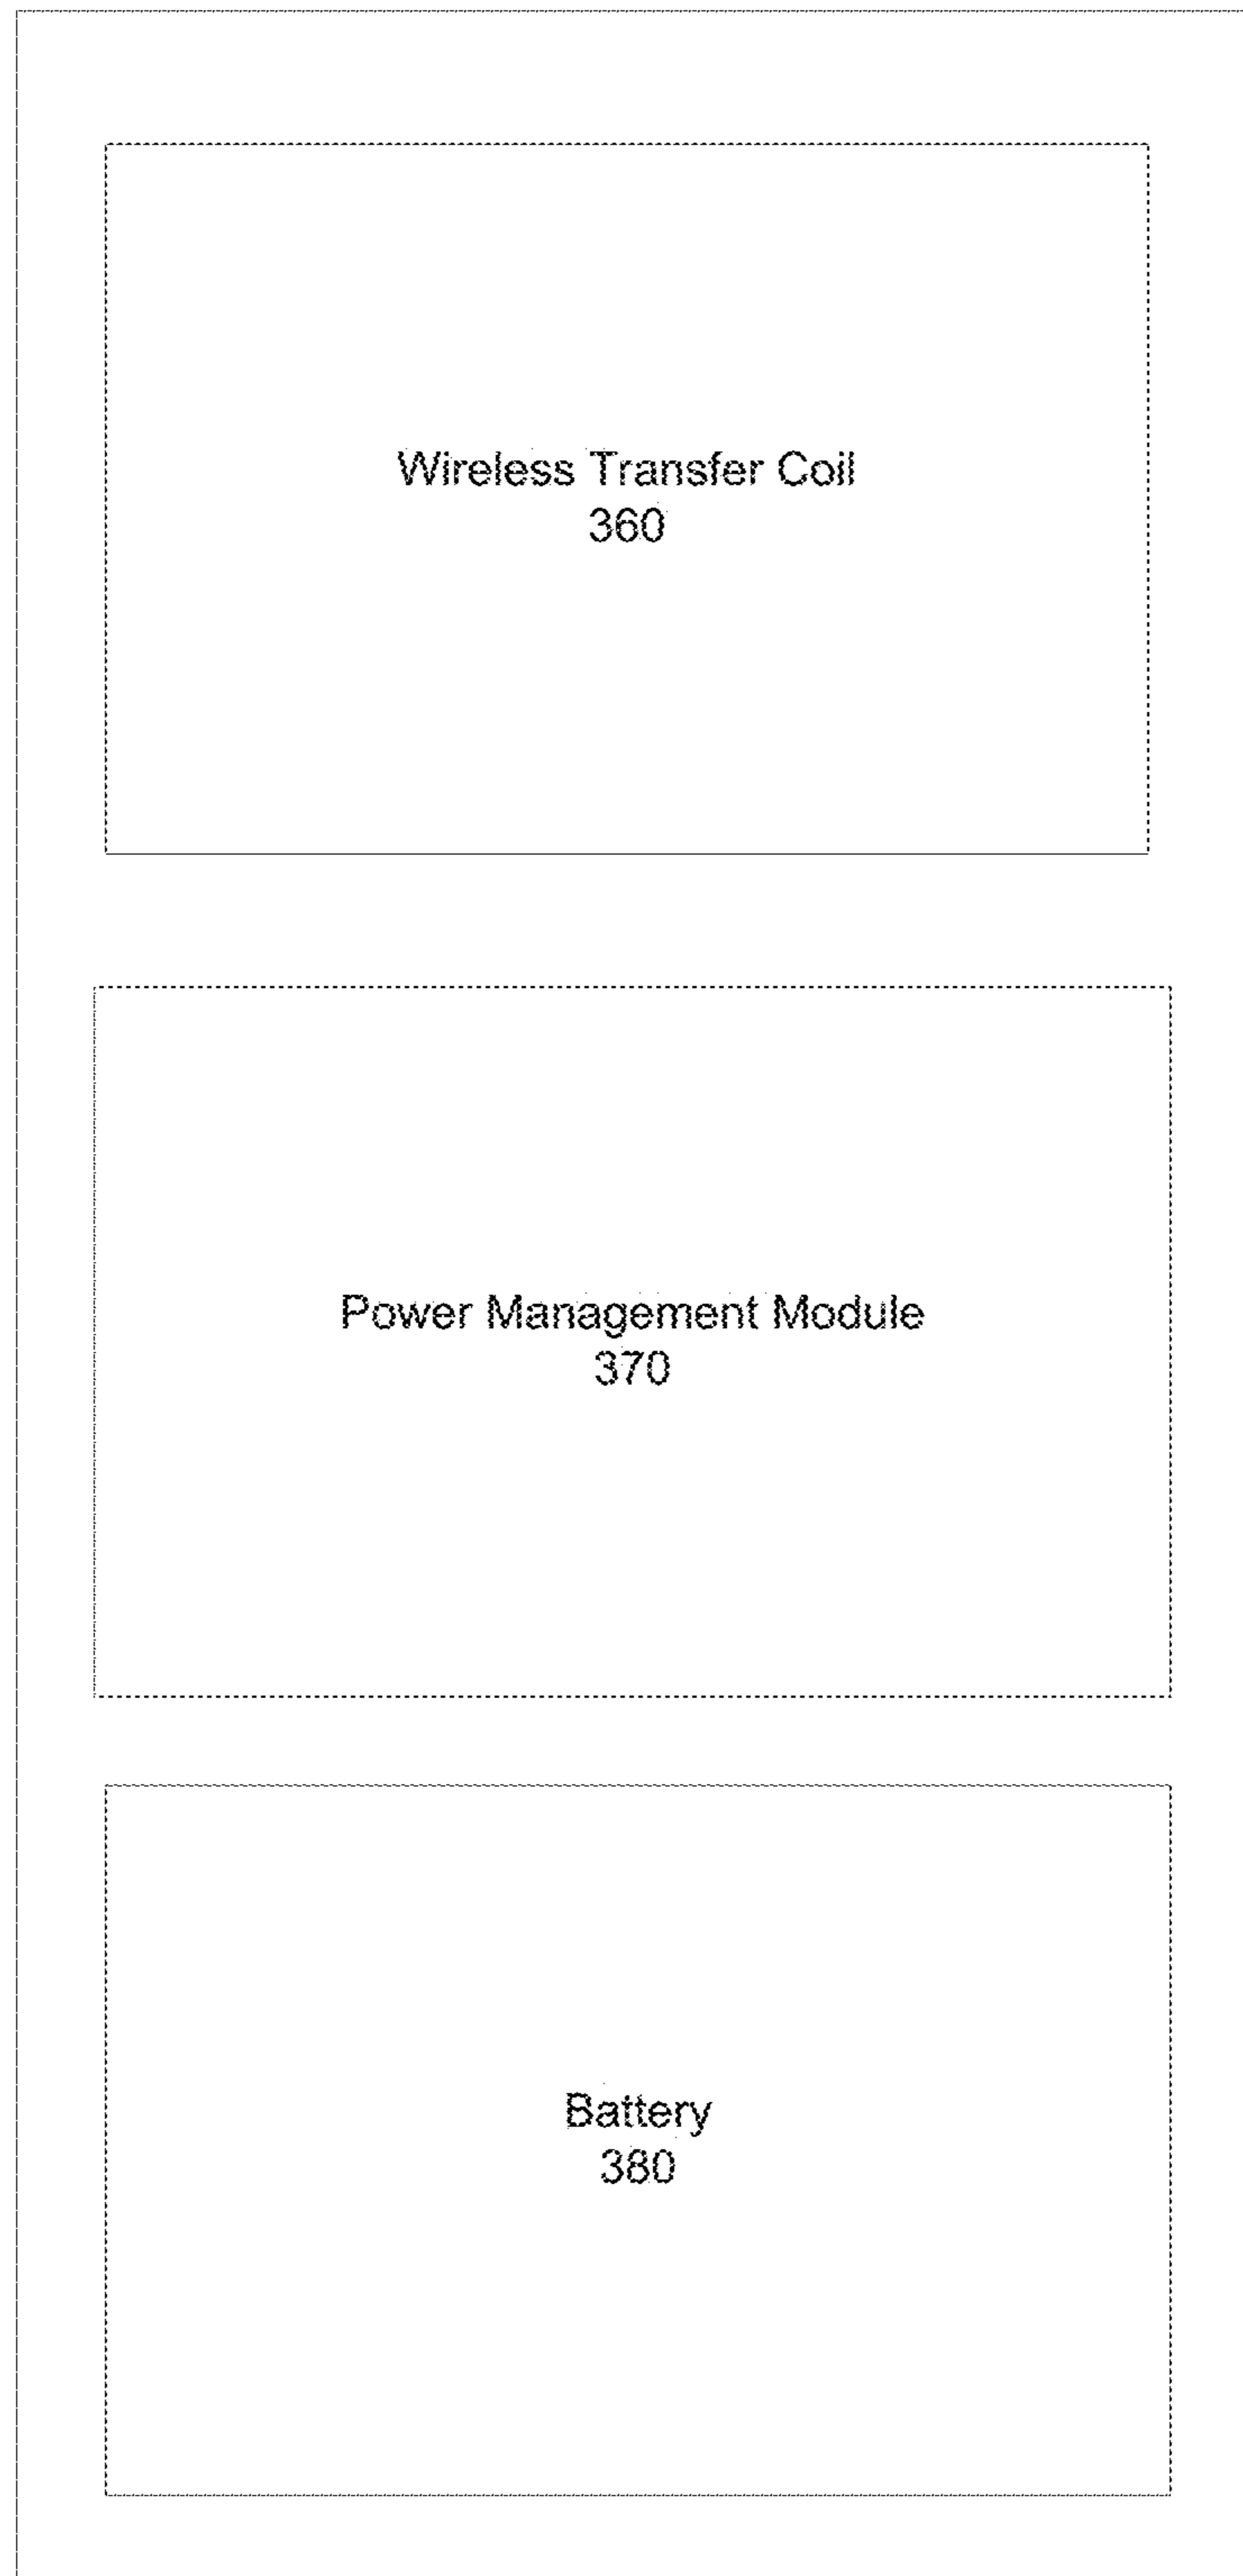 Wireless Transfer Coil
360
Power Management Module
370
Battery
380